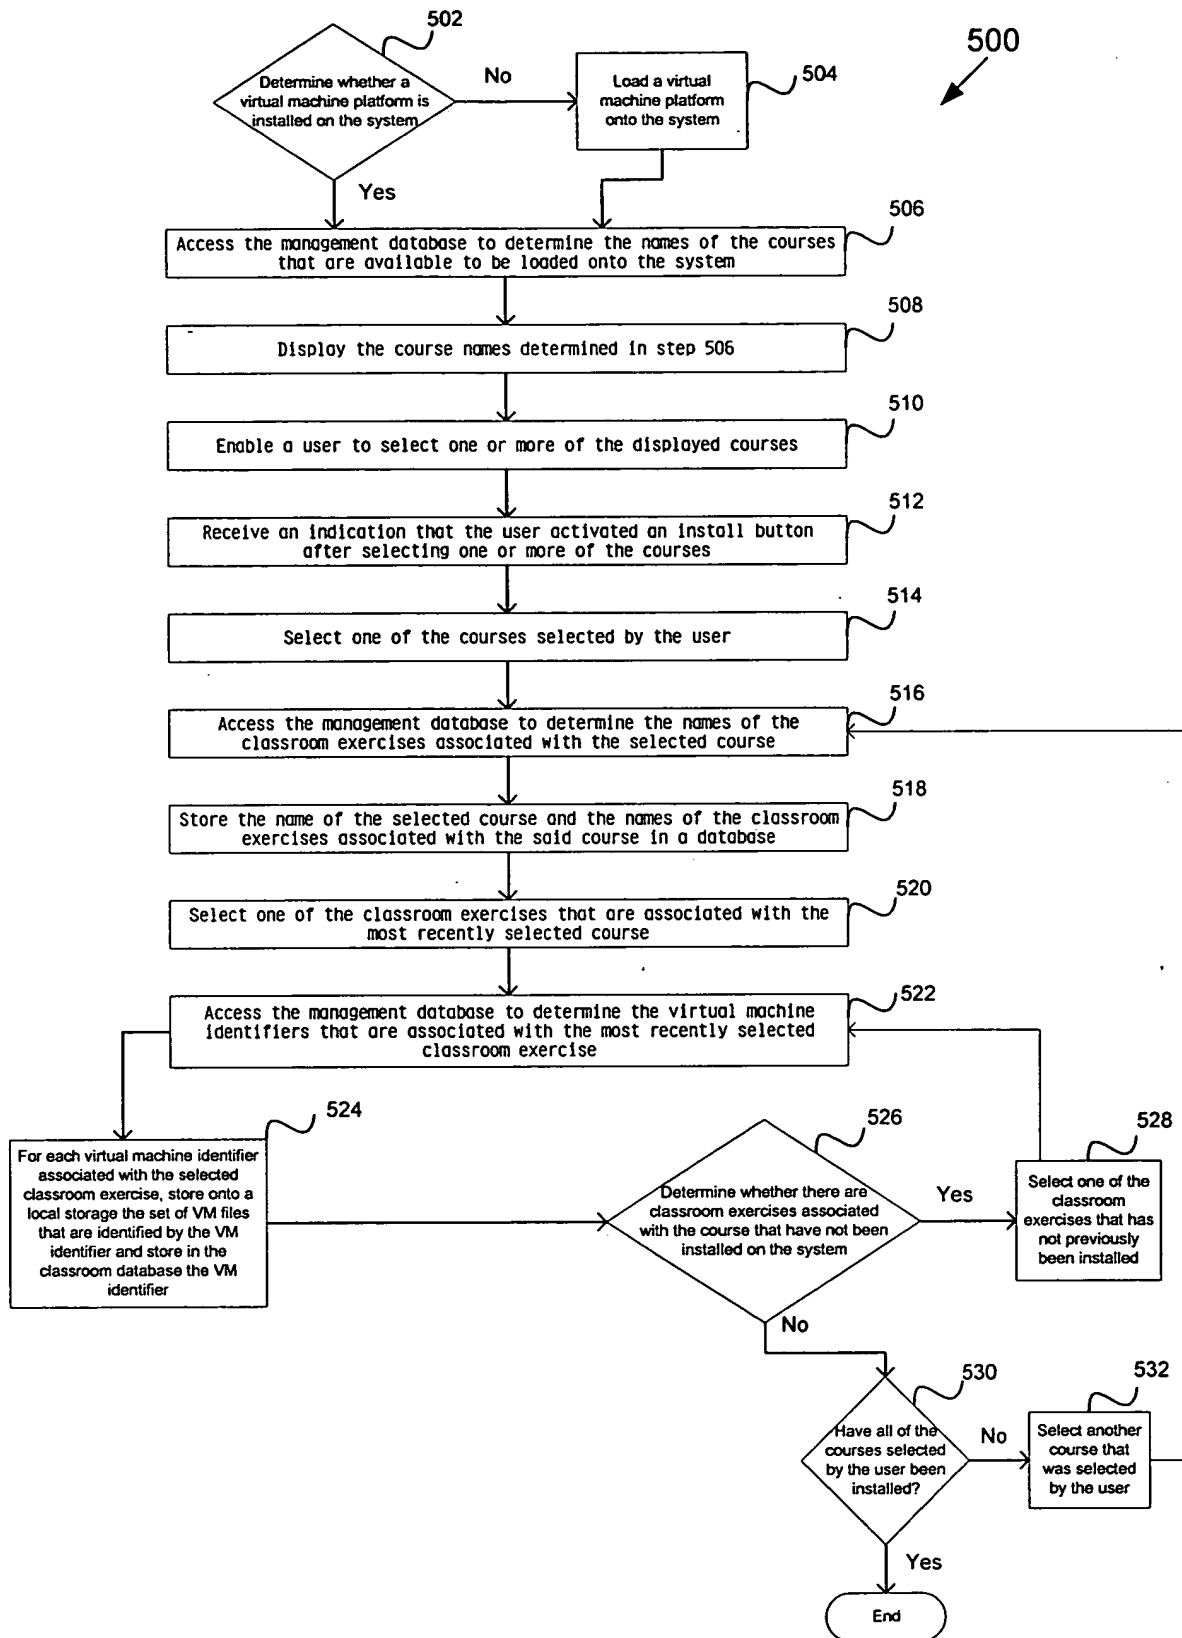 502
500
Determine whether a
virtual machine platform is
installed on the system
No
Load a virtual
machine platform
onto the system
504
Yes
506
Access the management database to determine the names of the courses
that are available to be loaded onto the system
508
Display the course names determined in step 506
510
Enable a user to select one or more of the displayed courses
512
Receive an indication that the user activated an install button
after selecting one or more of the courses
514
Select one of the courses selected by the user
516
Access the management database to determine the names of the
classroom exercises associated with the selected course
518
Store the name of the selected course and the names of the classroom
exercises associated with the said course in a database
520
Select one of the classroom exercises that are associated with the
most recently selected course
522
Access the management database to determine the virtual machine
identifiers that are associated with the most recently selected
classroom exercise
524
For each virtual machine identifier
associated with the selected
classroom exercise, store onto a
local storage the set of VM files
that are identified by the VM
identifier and store in the
classroom database the VM
identifier
526
Determine whether there are
classroom exercises associated
with the course that have not been
installed on the system
Yes
528
Select one of the
classroom
exercises that has
not previously
been installed
No
530
Have all of the
courses selected
by the user been
installed?
No
532
Select another
course that
was selected
by the user
Yes
End